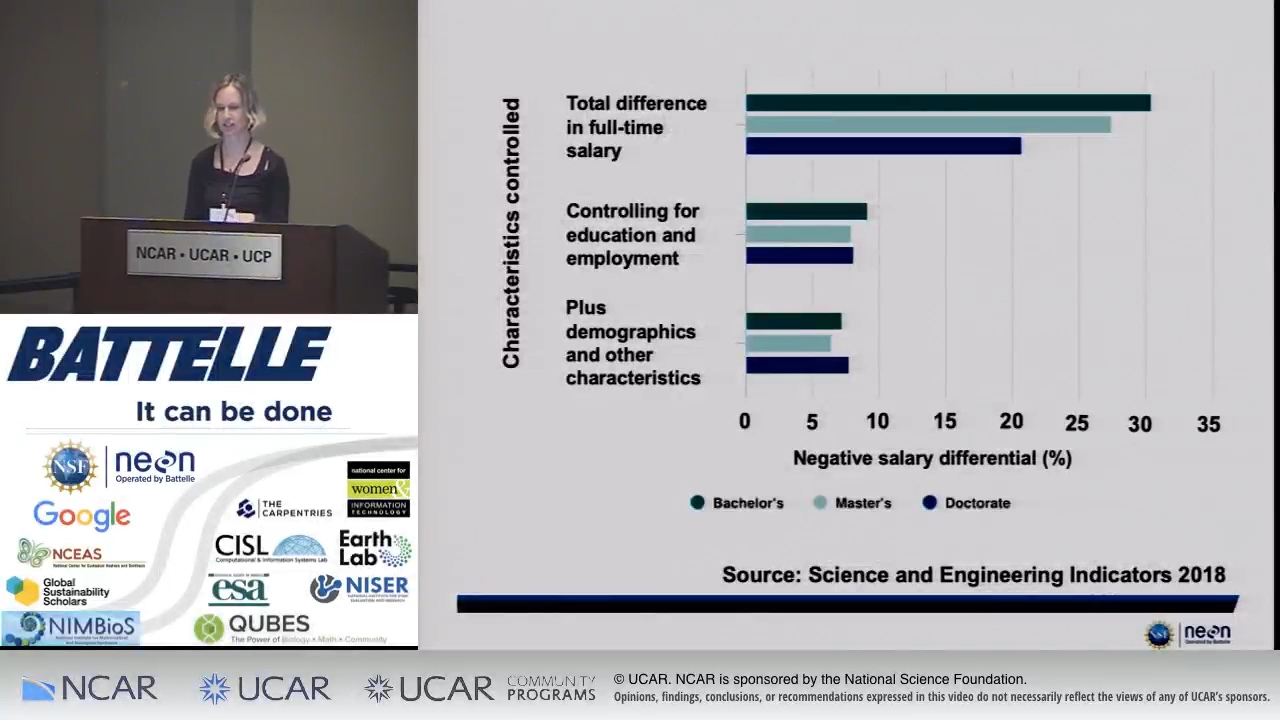 NCAR • UCAR • UCP
BATTELLE
It can be done
NSF
neon
Operated by Battelle
Google
THE
CARPENTRIES
national center for
women &
INFORMATION
TECHNOLOGY
NCEAS
CISL
Computational & Information Systems Lab
Earth
Lab
Global
Sustainability
Scholars
esa
NISER
NIMBioS
QUBES
The Power of Biology • Math • Community
Characteristics controlled
Total difference
in full-time
salary
Controlling for
education and
employment
Plus
demographics
and other
characteristics
0 5 10 15 20 25 30 35
Negative salary differential (%)
Bachelor's Master's Doctorate
Source: Science and Engineering Indicators 2018
NSF
neon
Operated by Battelle
NCAR
UCAR
UCAR
COMMUNITY
PROGRAMS
© UCAR. NCAR is sponsored by the National Science Foundation.
Opinions, findings, conclusions, or recommendations expressed in this video do not necessarily reflect the views of any of UCAR's sponsors.